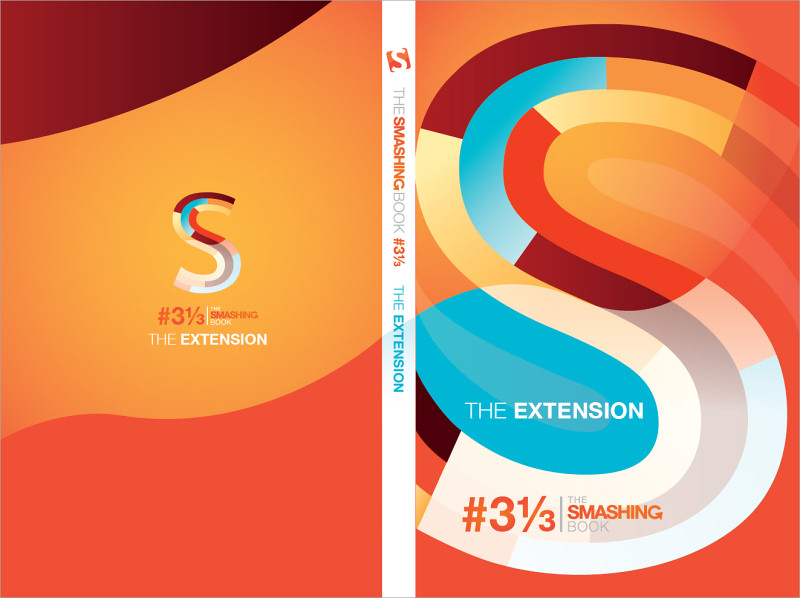 #3⅓ THE
SMASHING
BOOK
THE EXTENSION
S
THE SMASHING BOOK #3⅓
THE EXTENSION
THE EXTENSION
#3⅓ THE
SMASHING
BOOK